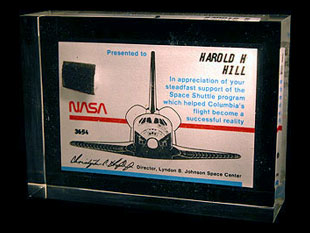 Presented to
HAROLD H
HILL
In appreciation of your
steadfast support of the
Space Shuttle program
which helped Columbia's
flight become a
successful reality
NASA
3654
Director, Lyndon B. Johnson Space Center